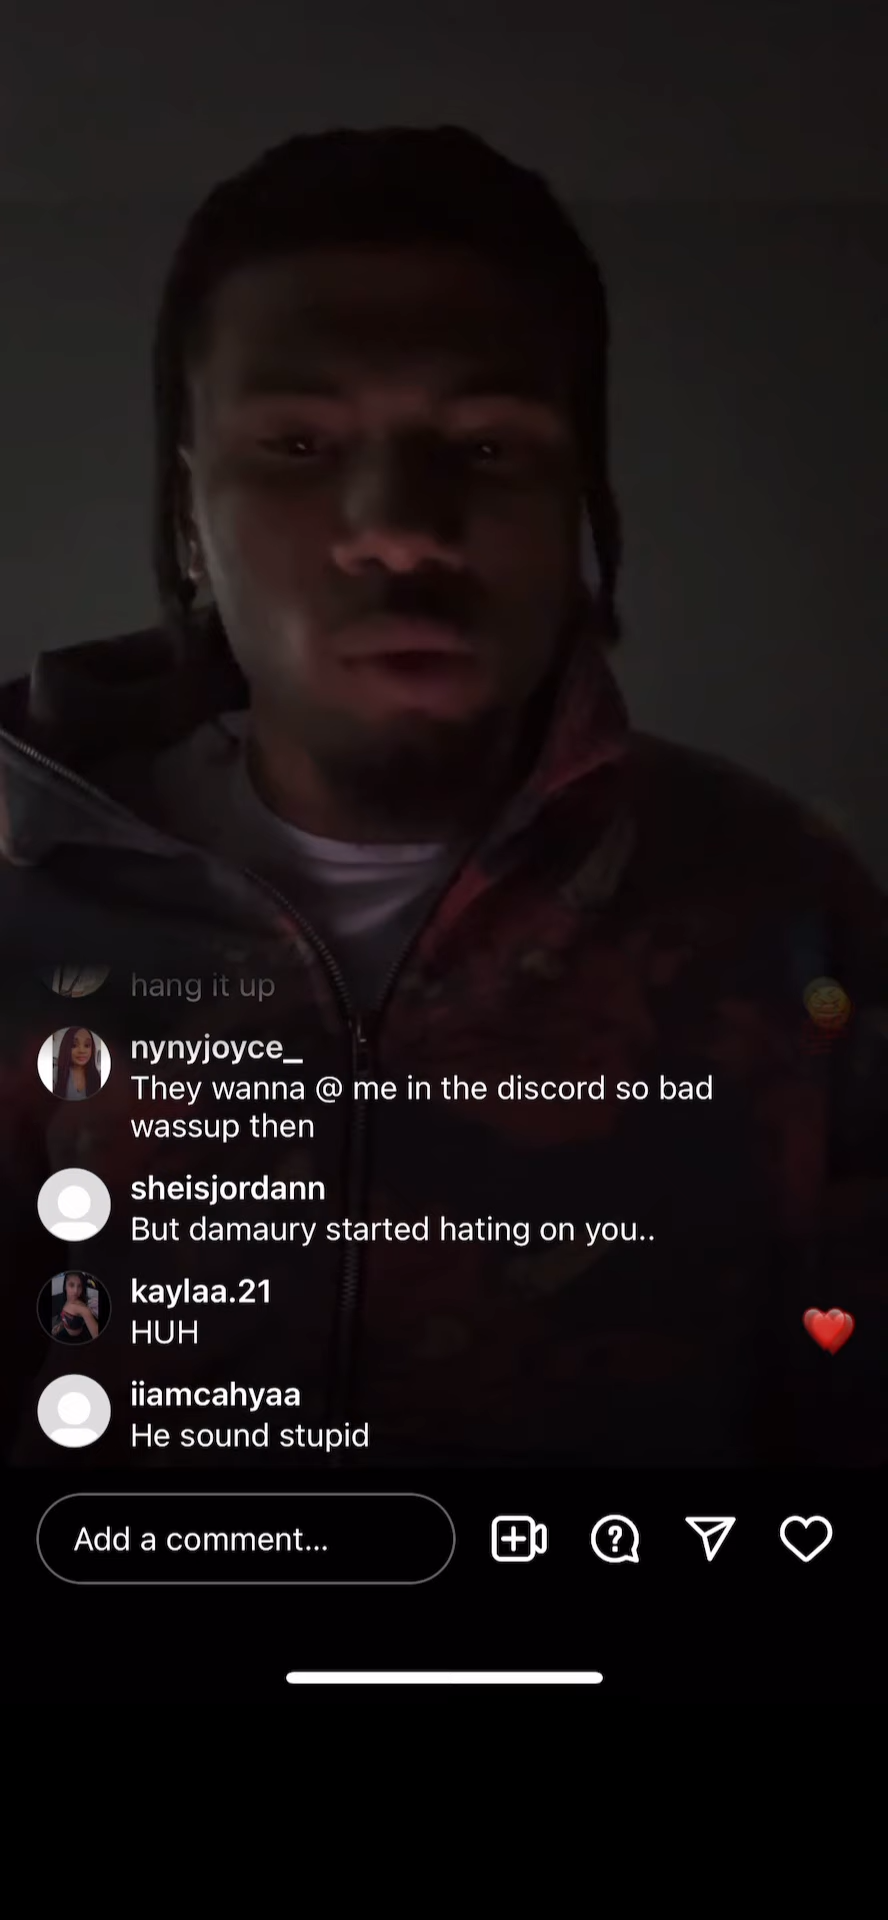 hang it up
nynyjoyce_
They wanna @ me in the discord so bad
wassup then
sheisjordann
But damaury started hating on you..
kaylaa.21
HUH
iiamcahyaa
He sound stupid
Add a comment...